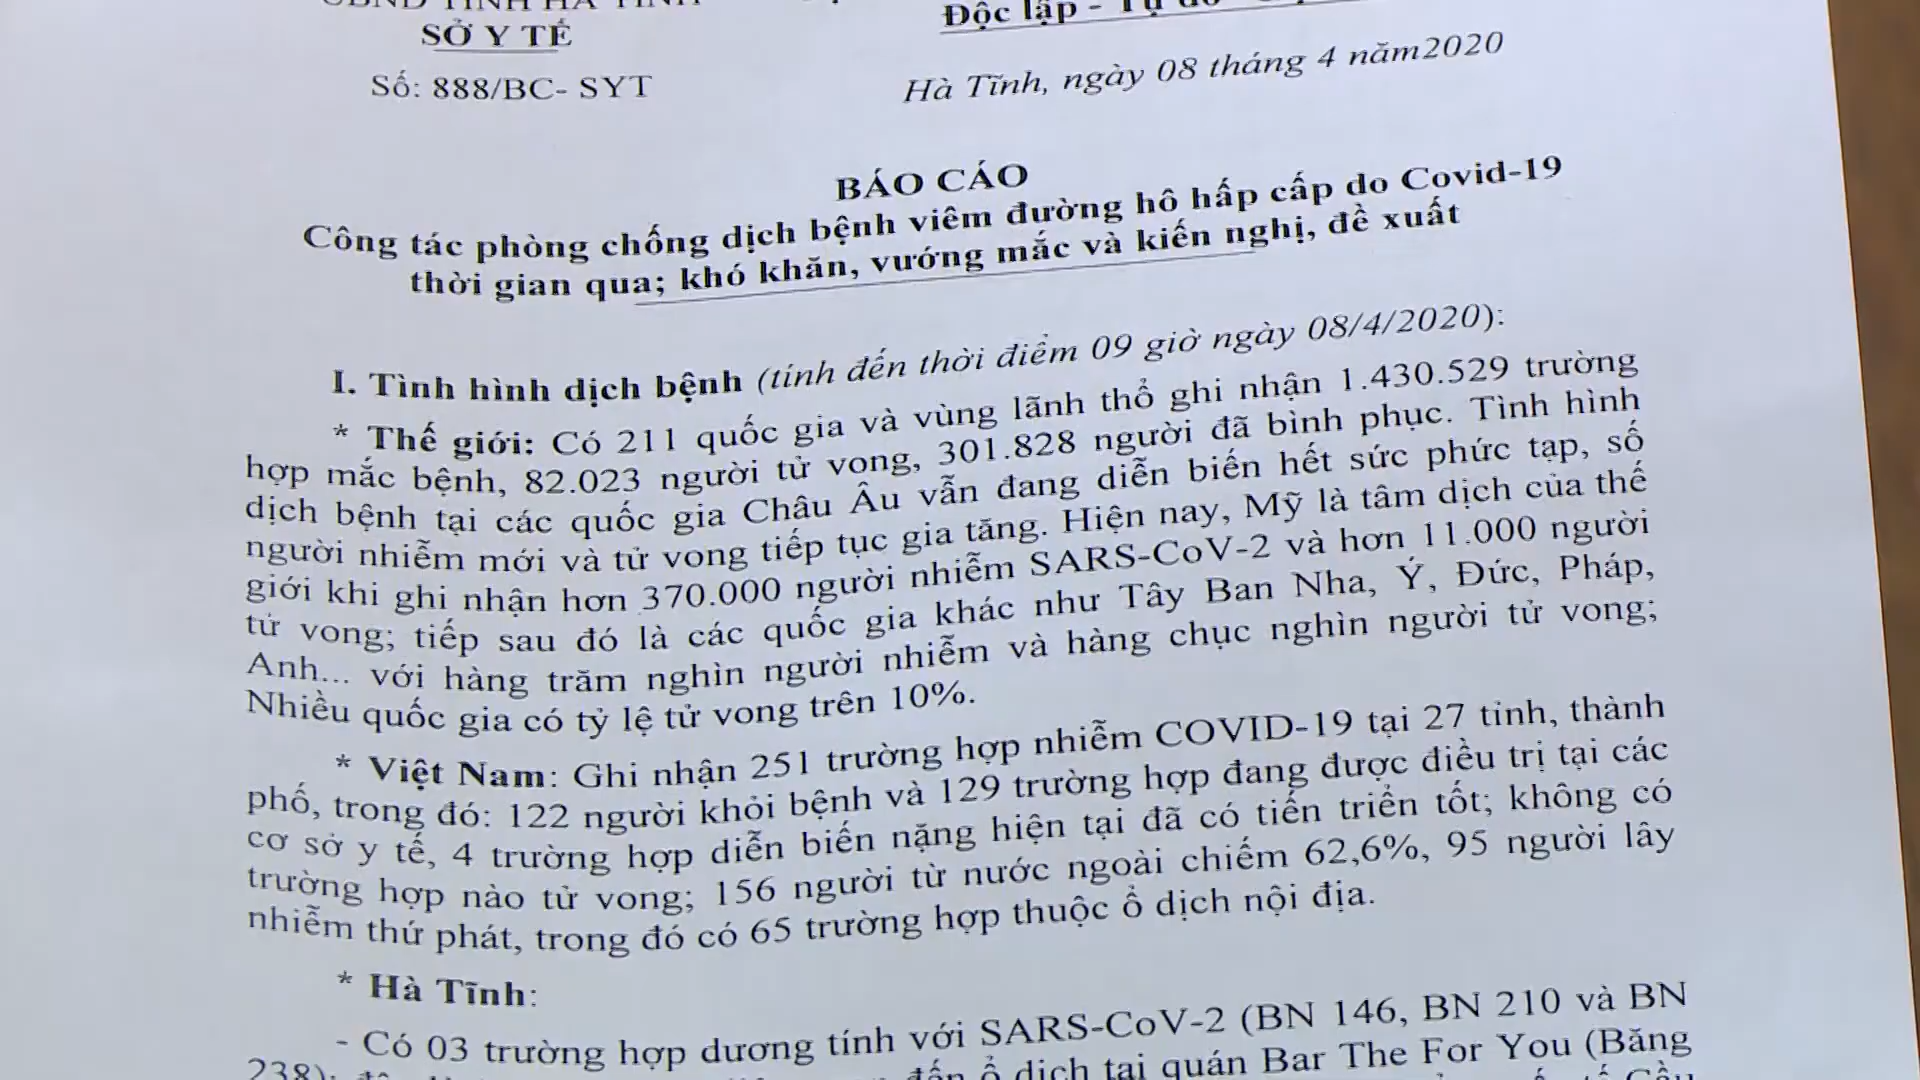 UBND TỈNH HÀ TĨNH
SỞ Y TẾ
Độc lập - Tự do
Số: 888/BC- SYT
Hà Tĩnh, ngày 08 tháng 4 năm2020
BÁO CÁO
Công tác phòng chống dịch bệnh viêm đường hô hấp cấp do Covid-19
thời gian qua; khó khăn, vướng mắc và kiến nghị, đề xuất
I. Tình hình dịch bệnh (tính đến thời điểm 09 giờ ngày 08/4/2020):
* Thế giới: Có 211 quốc gia và vùng lãnh thổ ghi nhận 1.430.529 trường
hợp mắc bệnh, 82.023 người tử vong, 301.828 người đã bình phục. Tình hình
dịch bệnh tại các quốc gia Châu Âu vẫn đang diễn biến hết sức phức tạp, số
người nhiễm mới và tử vong tiếp tục gia tăng. Hiện nay, Mỹ là tâm dịch của thế
giới khi ghi nhận hơn 370.000 người nhiễm SARS-CoV-2 và hơn 11.000 người
tử vong; tiếp sau đó là các quốc gia khác như Tây Ban Nha, Ý, Đức, Pháp,
Anh... với hàng trăm nghìn người nhiễm và hàng chục nghìn người tử vong;
Nhiều quốc gia có tỷ lệ tử vong trên 10%.
* Việt Nam: Ghi nhận 251 trường hợp nhiễm COVID-19 tại 27 tỉnh, thành
phố, trong đó: 122 người khỏi bệnh và 129 trường hợp đang được điều trị tại các
cơ sở y tế, 4 trường hợp diễn biến nặng hiện tại đã có tiến triển tốt; không có
trường hợp nào tử vong; 156 người từ nước ngoài chiếm 62,6%, 95 người lây
nhiễm thứ phát, trong đó có 65 trường hợp thuộc ổ dịch nội địa.
* Hà Tĩnh:
- Có 03 trường hợp dương tính với SARS-CoV-2 (BN 146, BN 210 và BN
238); đến ổ dịch tại quán Bar The For You (Băng